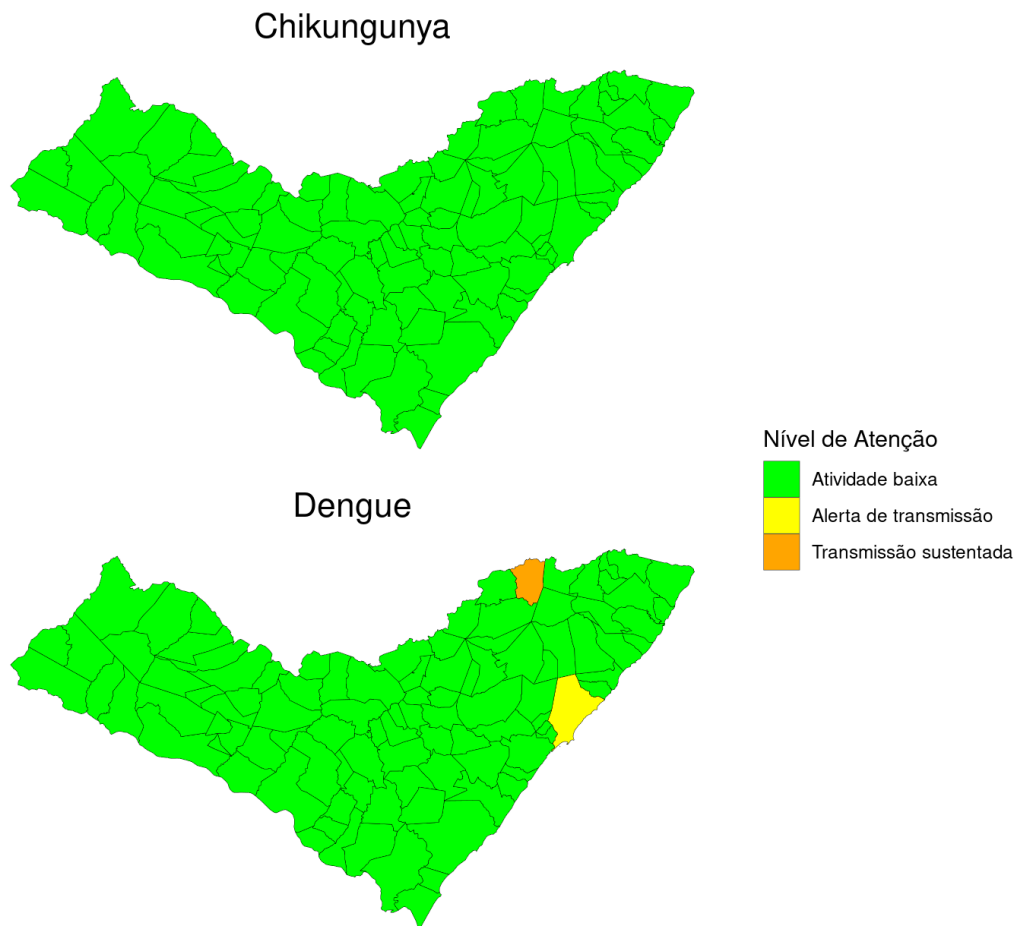 Chikungunya
Dengue
Nível de Atenção
Atividade baixa
Alerta de transmissão
Transmissão sustentada